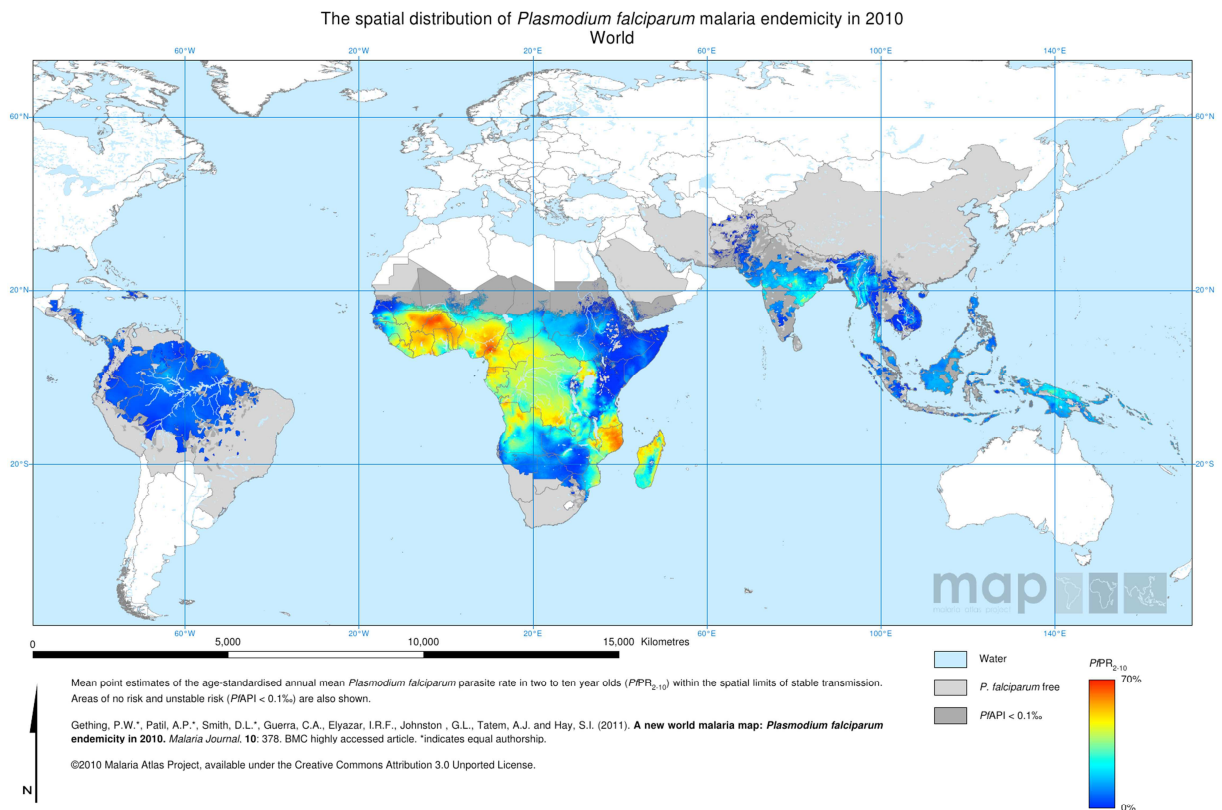 The spatial distribution of Plasmodium falciparum malaria endemicity in 2010
World
60°W 20°W 20°E 60°E 100°E 140°E
60°N 60°N
20°N 20°N
20°S 20°S
map
malaria atlas project
60°W 20°W 20°E 60°E 100°E 140°E
0 5,000 10,000 15,000 Kilometres
Water
P. falciparum free
PfAPI < 0.1‰
PfPR2-10
70%
0%
Mean point estimates of the age-standardised annual mean Plasmodium falciparum parasite rate in two to ten year olds (PfPR2-10) within the spatial limits of stable transmission.
Areas of no risk and unstable risk (PfAPI < 0.1‰) are also shown.
Gething, P.W.*, Patil, A.P.*, Smith, D.L.*, Guerra, C.A., Elyazar, I.R.F., Johnston , G.L., Tatem, A.J. and Hay, S.I. (2011). A new world malaria map: Plasmodium falciparum
endemicity in 2010. Malaria Journal. 10: 378. BMC highly accessed article. *indicates equal authorship.
©2010 Malaria Atlas Project, available under the Creative Commons Attribution 3.0 Unported License.
N